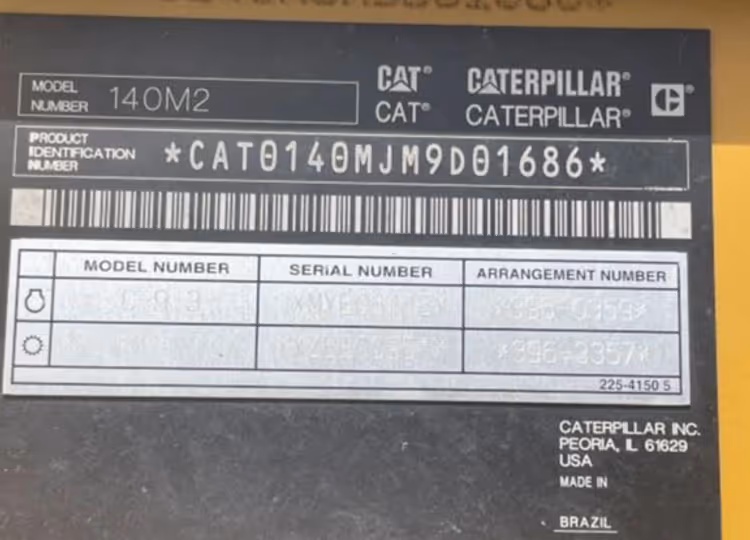 MODEL NUMBER 140M2
CAT® CATERPILLAR®
CAT® CATERPILLAR®
PRODUCT IDENTIFICATION NUMBER *CAT0140MJM9D01686*
MODEL NUMBER SERIAL NUMBER ARRANGEMENT NUMBER
225-4150 5
CATERPILLAR INC.
PEORIA, IL 61629
USA
MADE IN
BRAZIL